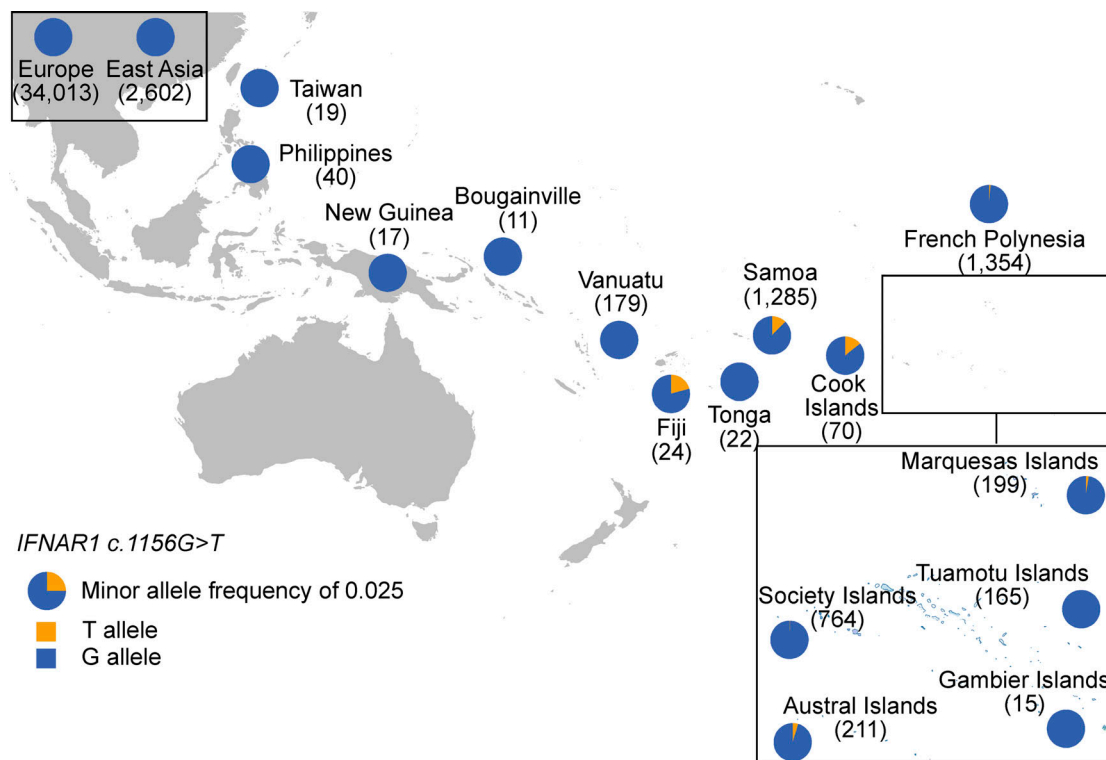 Europe
(34,013)
East Asia
(2,602)
Taiwan
(19)
Philippines
(40)
New Guinea
(17)
Bougainville
(11)
Vanuatu
(179)
Fiji
(24)
Tonga
(22)
Samoa
(1,285)
Cook
Islands
(70)
French Polynesia
(1,354)
Marquesas Islands
(199)
Tuamotu Islands
(165)
Society Islands
(764)
Gambier Islands
(15)
Austral Islands
(211)
IFNAR1 c.1156G>T
Minor allele frequency of 0.025
T allele
G allele